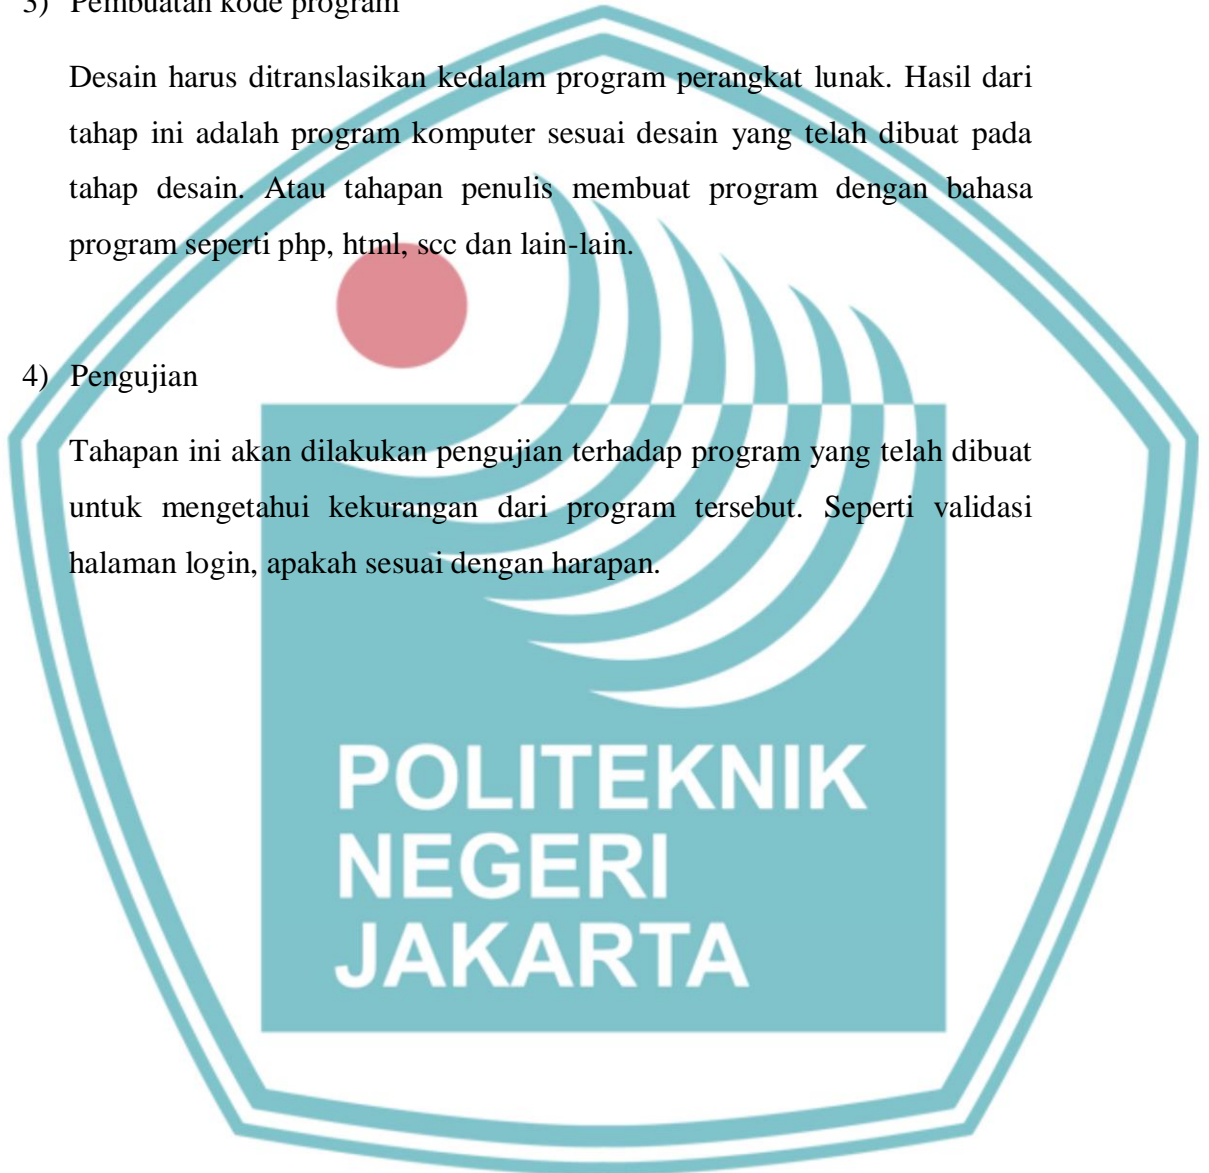 3) Pembuatan kode program
Desain harus ditranslasikan kedalam program perangkat lunak. Hasil dari
tahap ini adalah program komputer sesuai desain yang telah dibuat pada
tahap desain. Atau tahapan penulis membuat program dengan bahasa
program seperti php, html, scc dan lain-lain.
4) Pengujian
Tahapan ini akan dilakukan pengujian terhadap program yang telah dibuat
untuk mengetahui kekurangan dari program tersebut. Seperti validasi
halaman login, apakah sesuai dengan harapan.
POLITEKNIK
NEGERI
JAKARTA